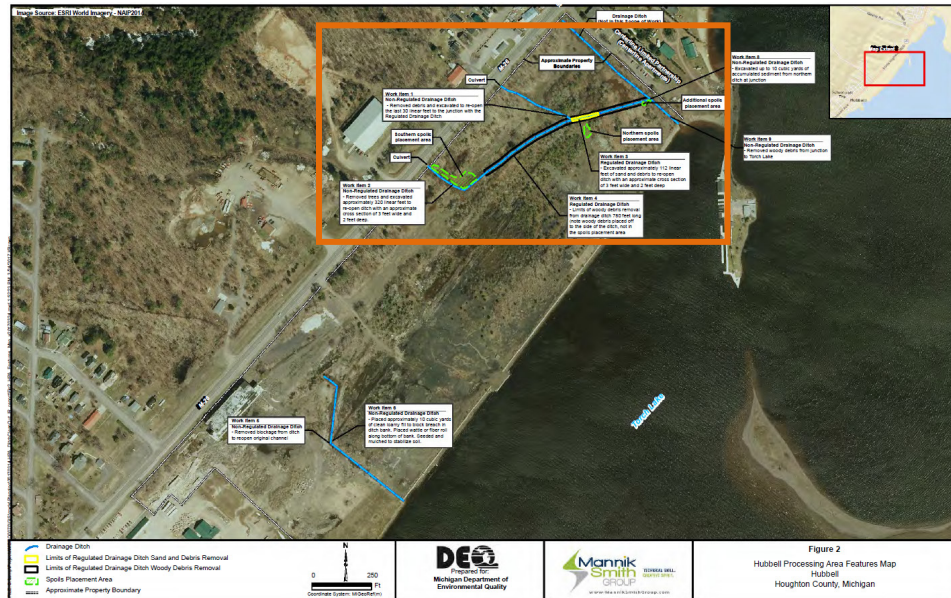 Image Source: ESRI World Imagery - NAIP201
Drainage Ditch
(Not in this Scope of Work)
Approximate Property
Boundaries
M-26
Culvert
Work Item 1
Non-Regulated Drainage Ditch
- Removed debris and excavated to re-open
the last 30 linear feet to the junction with the
Regulated Drainage Ditch
Southern spoils
placement area
Culvert
Work Item 2
Non-Regulated Drainage Ditch
- Removed trees and excavated
approximately 320 linear feet to
re-open ditch with an approximate
cross section of 3 feet wide and
2 feet deep.
Non-Regulated Drainage Ditch
- Excavated up to 10 cubic yards of
accumulated sediment from northern
ditch at junction
Additional spoils
placement area
Northern spoils
placement area
Non-Regulated Drainage Ditch
- Removed woody debris from junction
to Torch Lake
Work Item 3
Regulated Drainage Ditch
- Excavated approximately 112 linear
feet of sand and debris to re-open
ditch with an approximate cross section
of 3 feet wide and 2 feet deep
Work Item 4
Regulated Drainage Ditch
- Limits of woody debris removal
from drainage ditch 780 feet long
(note woody debris placed off
to the side of the ditch, not in
the spoils placement area
Hubbell
M-26
Torch Lake
Non-Regulated Drainage Ditch
- Removed blockage from ditch
to reopen original channel
Work Item 5
Non-Regulated Drainage Ditch
- Placed approximately 10 cubic yards
of clean loamy fill to block breach in
ditch bank. Placed wattle or fiber roll
along bottom of bank. Seeded and
mulched to stabilize soil.
Drainage Ditch
Limits of Regulated Drainage Ditch Sand and Debris Removal
Limits of Regulated Drainage Ditch Woody Debris Removal
Spoils Placement Area
Approximate Property Boundary
N
0 250
Ft
Coordinate System: MIGeoRef(m)
DEQ
Prepared for:
Michigan Department of
Environmental Quality
Mannik
Smith
GROUP
TECHNICAL SKILL.
CREATIVE SPIRIT.
www.MannikSmithGroup.com
Figure 2
Hubbell Processing Area Features Map
Hubbell
Houghton County, Michigan